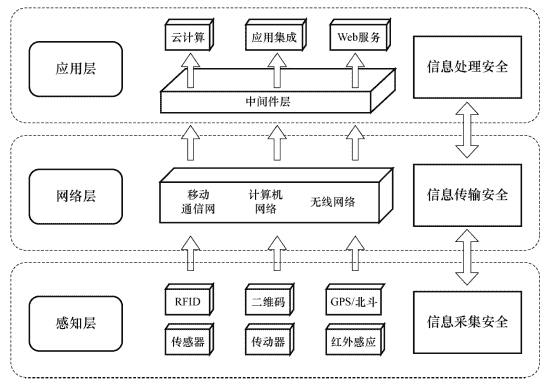 云计算
应用集成
Web服务
应用层
中间件层
信息处理安全
网络层
移动
通信网
计算机
网络
无线网络
信息传输安全
RFID
二维码
GPS/北斗
感知层
传感器
传动器
红外感应
信息采集安全